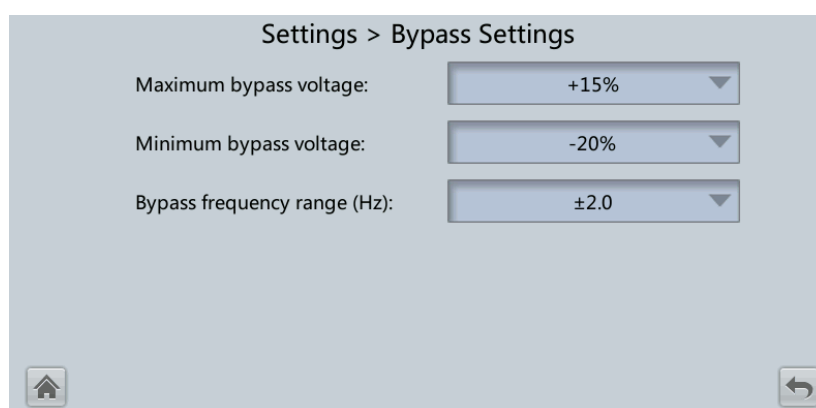 Settings > Bypass Settings
Maximum bypass voltage: +15%
Minimum bypass voltage: -20%
Bypass frequency range (Hz): ±2.0